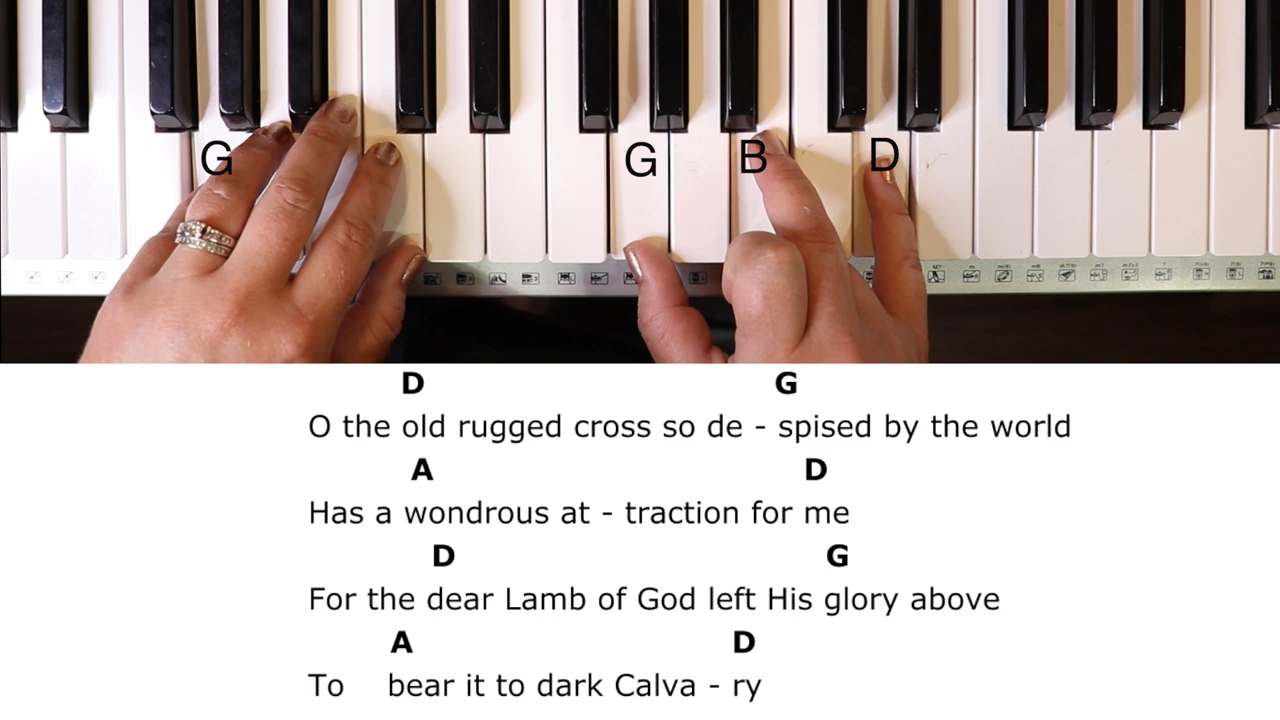 G G B D
D G
O the old rugged cross so de - spised by the world
A D
Has a wondrous at - traction for me
D G
For the dear Lamb of God left His glory above
A D
To bear it to dark Calva - ry